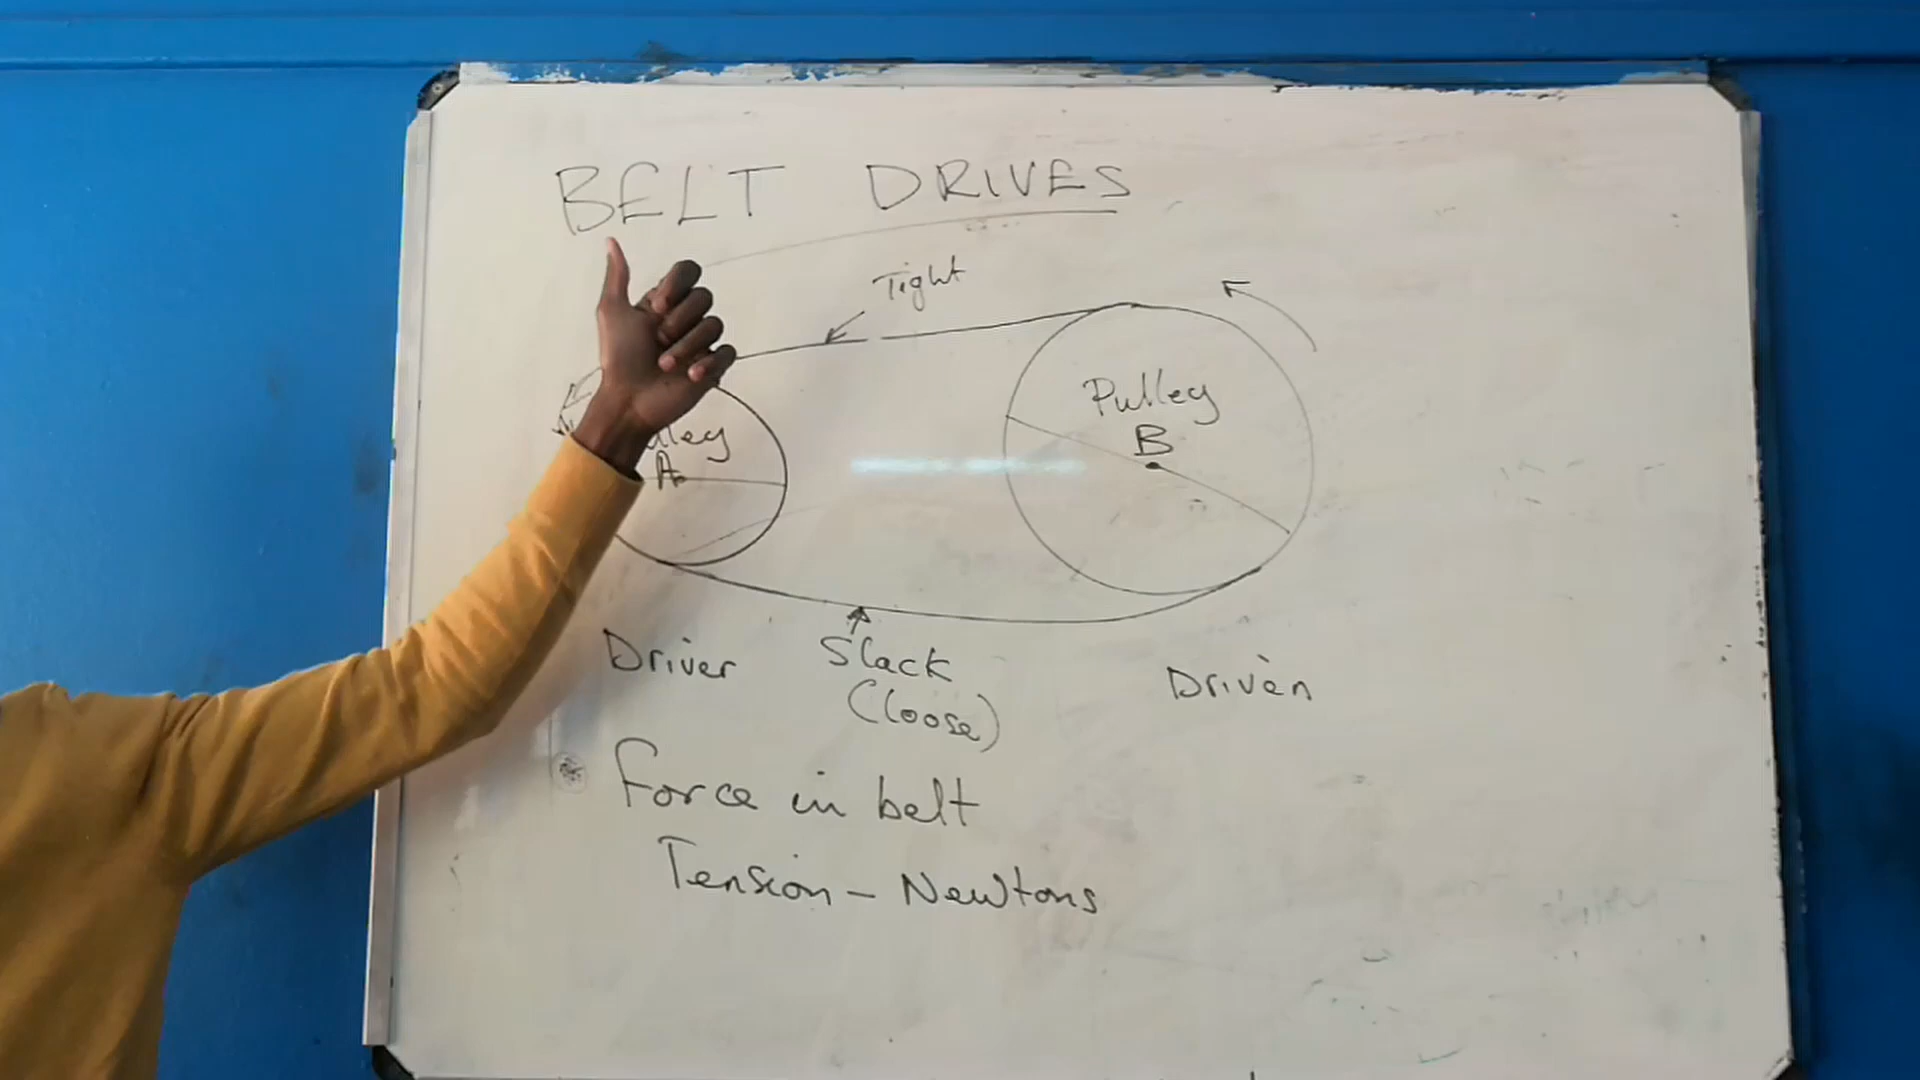 BELT DRIVES
Tight
Pulley
B
A
Driver
Slack
(loose)
Driven
Force in belt
Tension - Newtons